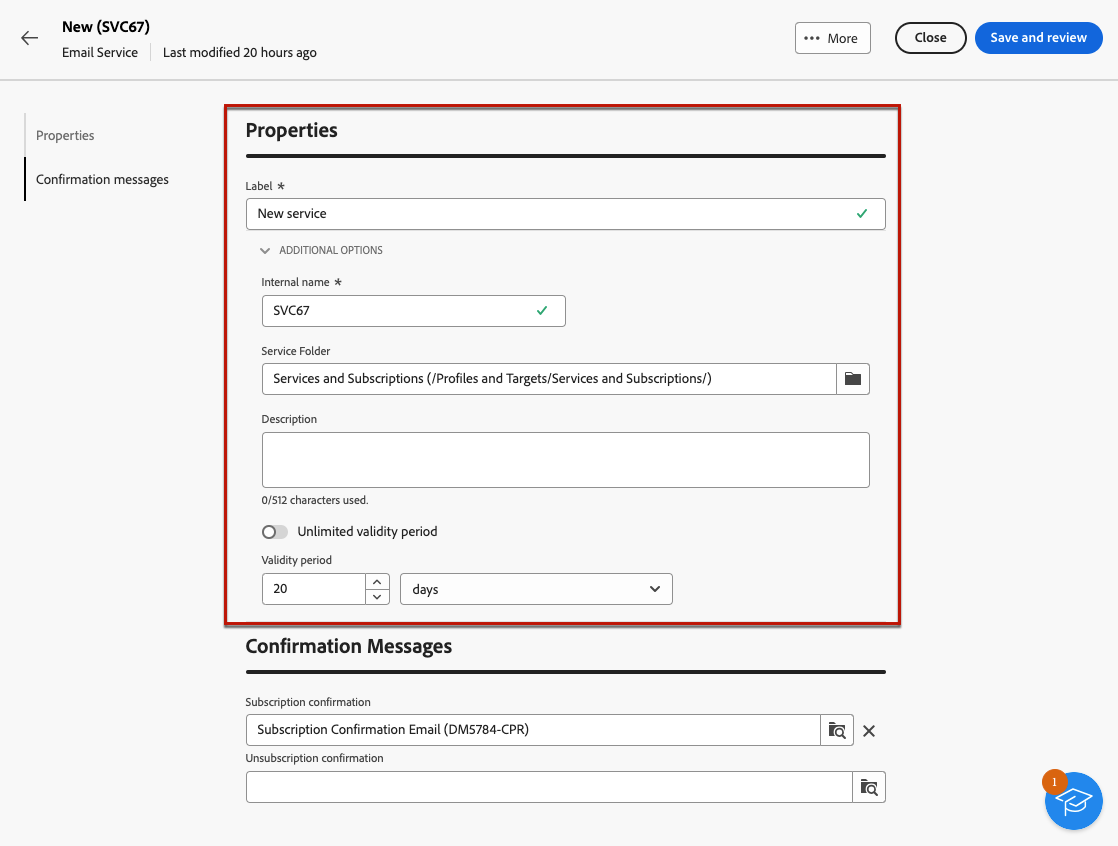 New (SVC67)
Email Service
Last modified 20 hours ago
More
Close
Save and review
Properties
Confirmation messages
Properties
Label *
New service
ADDITIONAL OPTIONS
Internal name *
SVC67
Service Folder
Services and Subscriptions (/Profiles and Targets/Services and Subscriptions/)
Description
0/512 characters used.
Unlimited validity period
Validity period
20
days
Confirmation Messages
Subscription confirmation
Subscription Confirmation Email (DM5784-CPR)
Unsubscription confirmation
1